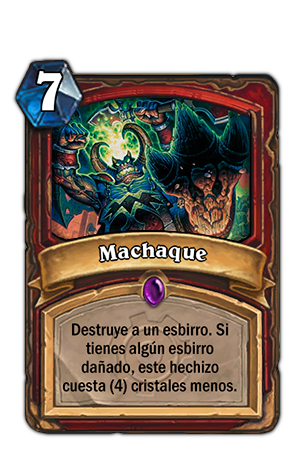 7
Machaque
Destruye a un esbirro. Si
tienes algún esbirro
dañado, este hechizo
cuesta (4) cristales menos.